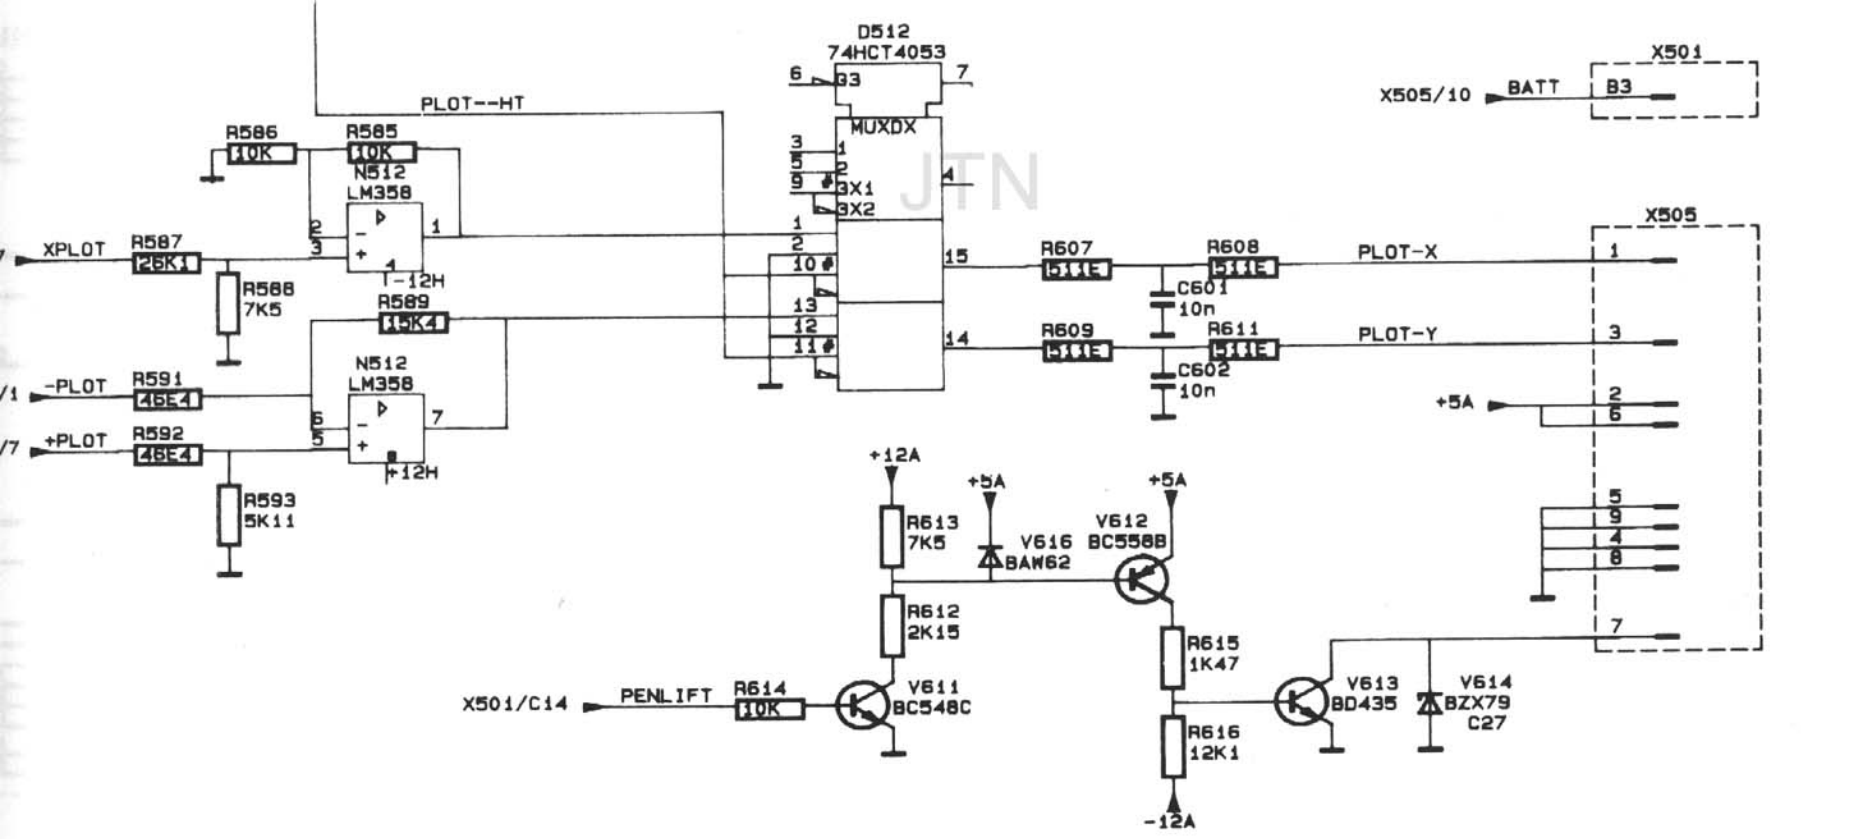 D512
74HCT4053
6
G3
7
X501
X505/10
BATT
B3
PLOT--HT
MUXDX
R586
10K
R585
10K
3
1
5
2
9
#
3X1
3X2
4
JTN
N512
LM358
2
-
3
+
1
4
-12H
XPLOT
R587
26K1
R588
7K5
1
2
10
#
15
R607
511E
R608
511E
PLOT-X
X505
1
C601
10n
R589
15K4
13
12
11
#
14
R609
511E
R611
511E
PLOT-Y
3
C602
10n
N512
LM358
/1
-PLOT
R591
46E4
6
-
7
/7
+PLOT
R592
46E4
5
+
8
+12H
R593
5K11
+5A
2
6
+12A
+5A
+5A
R613
7K5
V616
BAW62
V612
BC558B
5
9
4
8
R612
2K15
R615
1K47
7
X501/C14
PENLIFT
R614
10K
V611
BC548C
V613
BD435
V614
BZX79
C27
R616
12K1
-12A